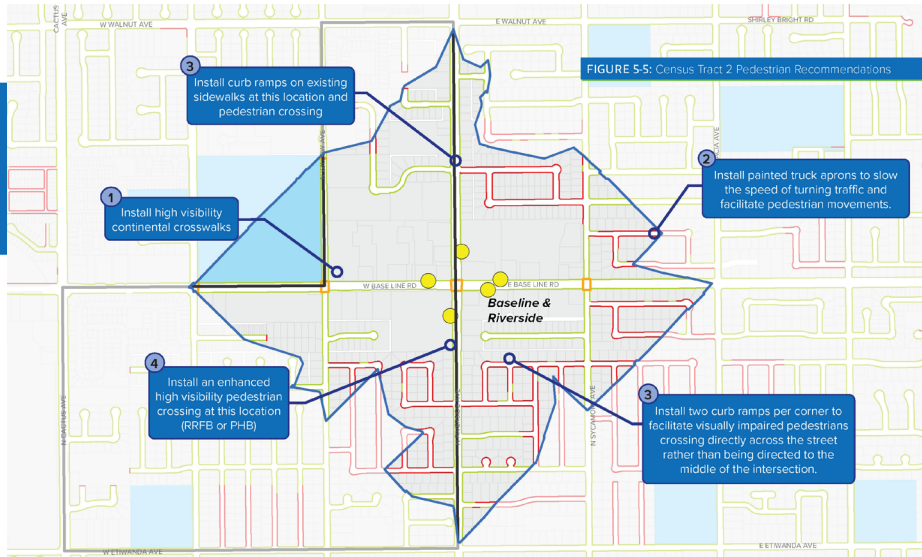 W WALNUT AVE
E WALNUT AVE
SHIRLEY BRIGHT RD
CACTUS
AVE
FIGURE 5-5: Census Tract 2 Pedestrian Recommendations
3
Install curb ramps on existing
sidewalks at this location and
pedestrian crossing
AVE
2
Install painted truck aprons to slow
the speed of turning traffic and
facilitate pedestrian movements.
1
Install high visibility
continental crosswalks
W BASE LINE RD
E BASE LINE RD
Baseline &
Riverside
4
Install an enhanced
high visibility pedestrian
crossing at this location
(RRFB or PHB)
3
Install two curb ramps per corner to
facilitate visually impaired pedestrians
crossing directly across the street
rather than being directed to the
middle of the intersection.
N CACTUS AVE
N SYCAMORE AVE
W ETIWANDA AVE
E ETIWANDA AVE